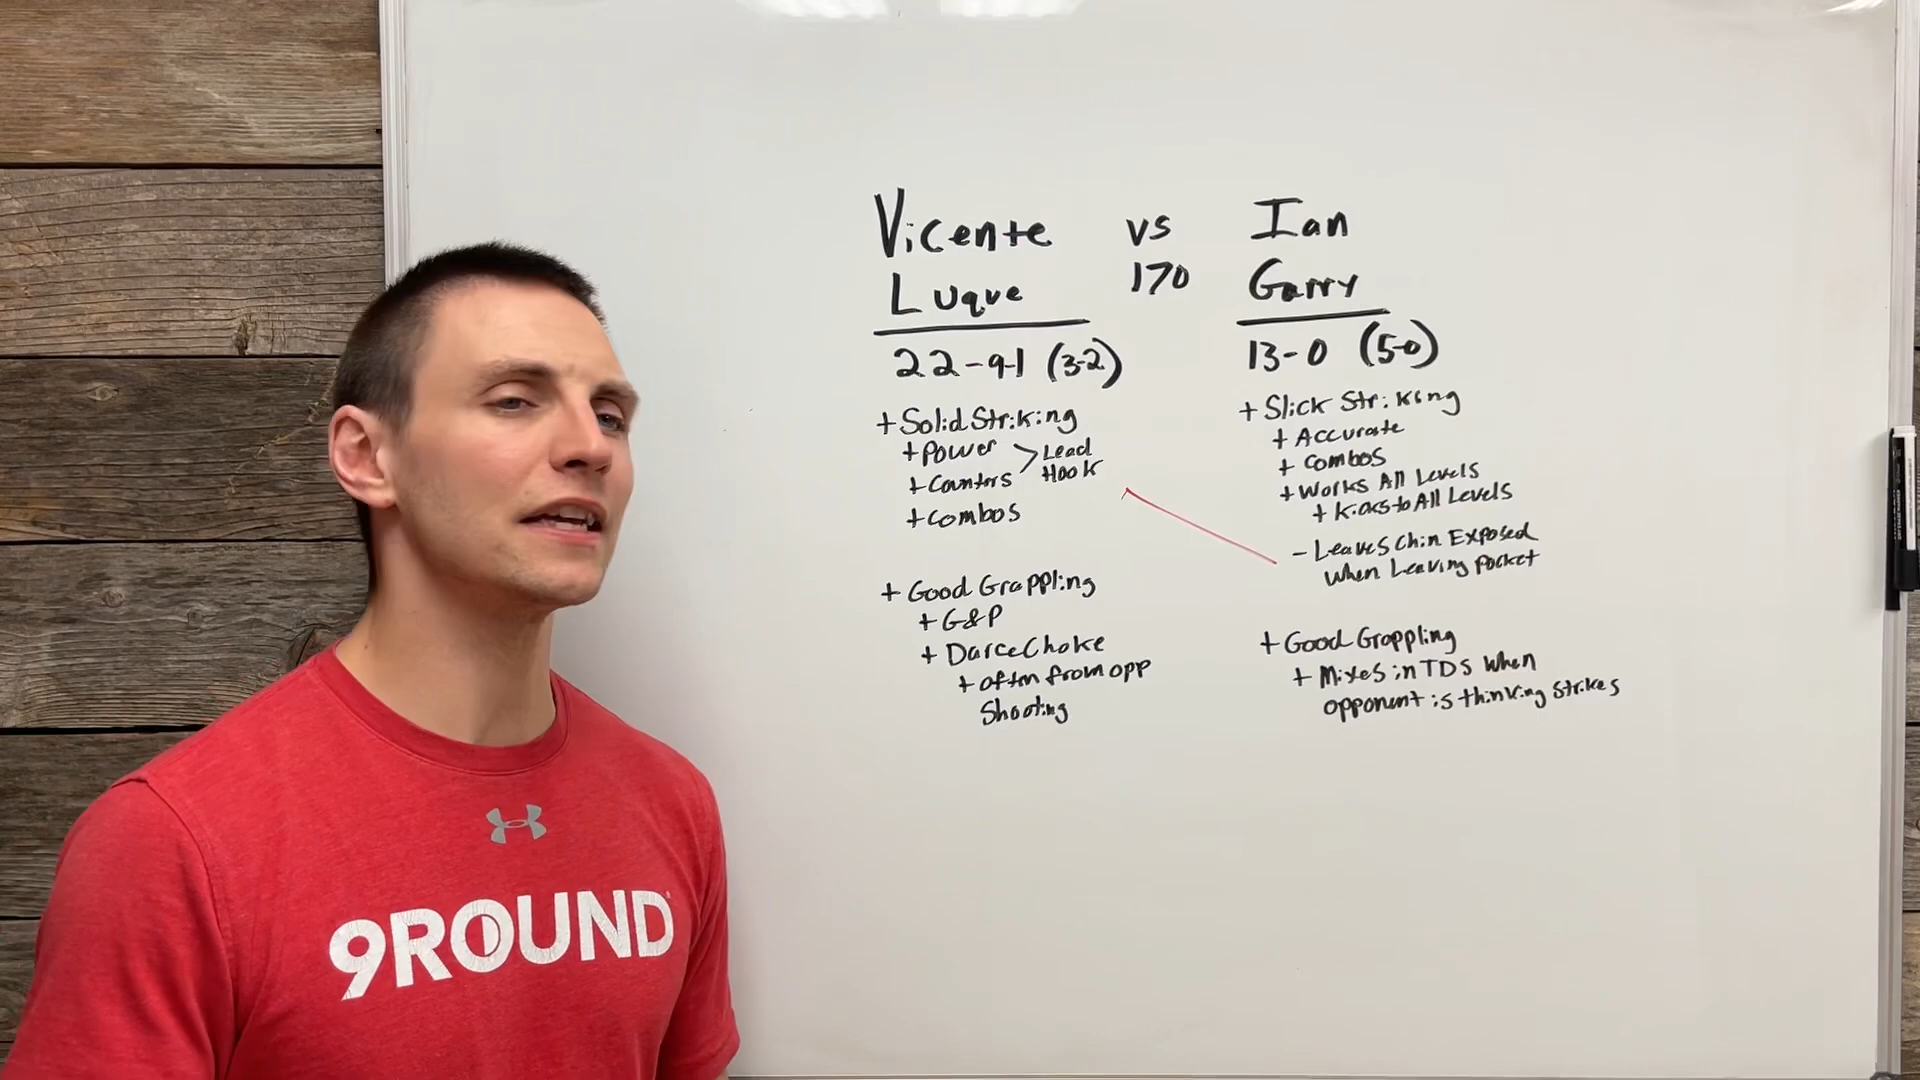 Vicente vs Ian
Luque 170 Garry
22-9-1 (3-2)
+ Solid Striking
+ Power > Lead
+ Counters Hook
+ Combos
+ Good Grappling
+ G&P
+ Darce Choke
+ often from opp
Shooting
13-0 (5-0)
+ Slick Striking
+ Accurate
+ Combos
+ Works All Levels
+ Kicks to All Levels
- Leaves Chin Exposed
when Leaving Pocket
+ Good Grappling
+ Mixes in TDS when
opponent is thinking strikes
9ROUND